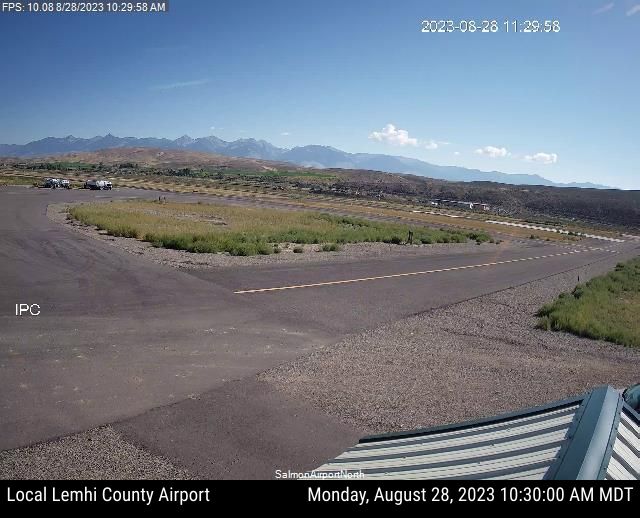 FPS: 10.08 8/28/2023 10:29:58 AM
2023-08-28 11:29:58
IPC
SalmonAirportNorth
Local Lemhi County Airport Monday, August 28, 2023 10:30:00 AM MDT